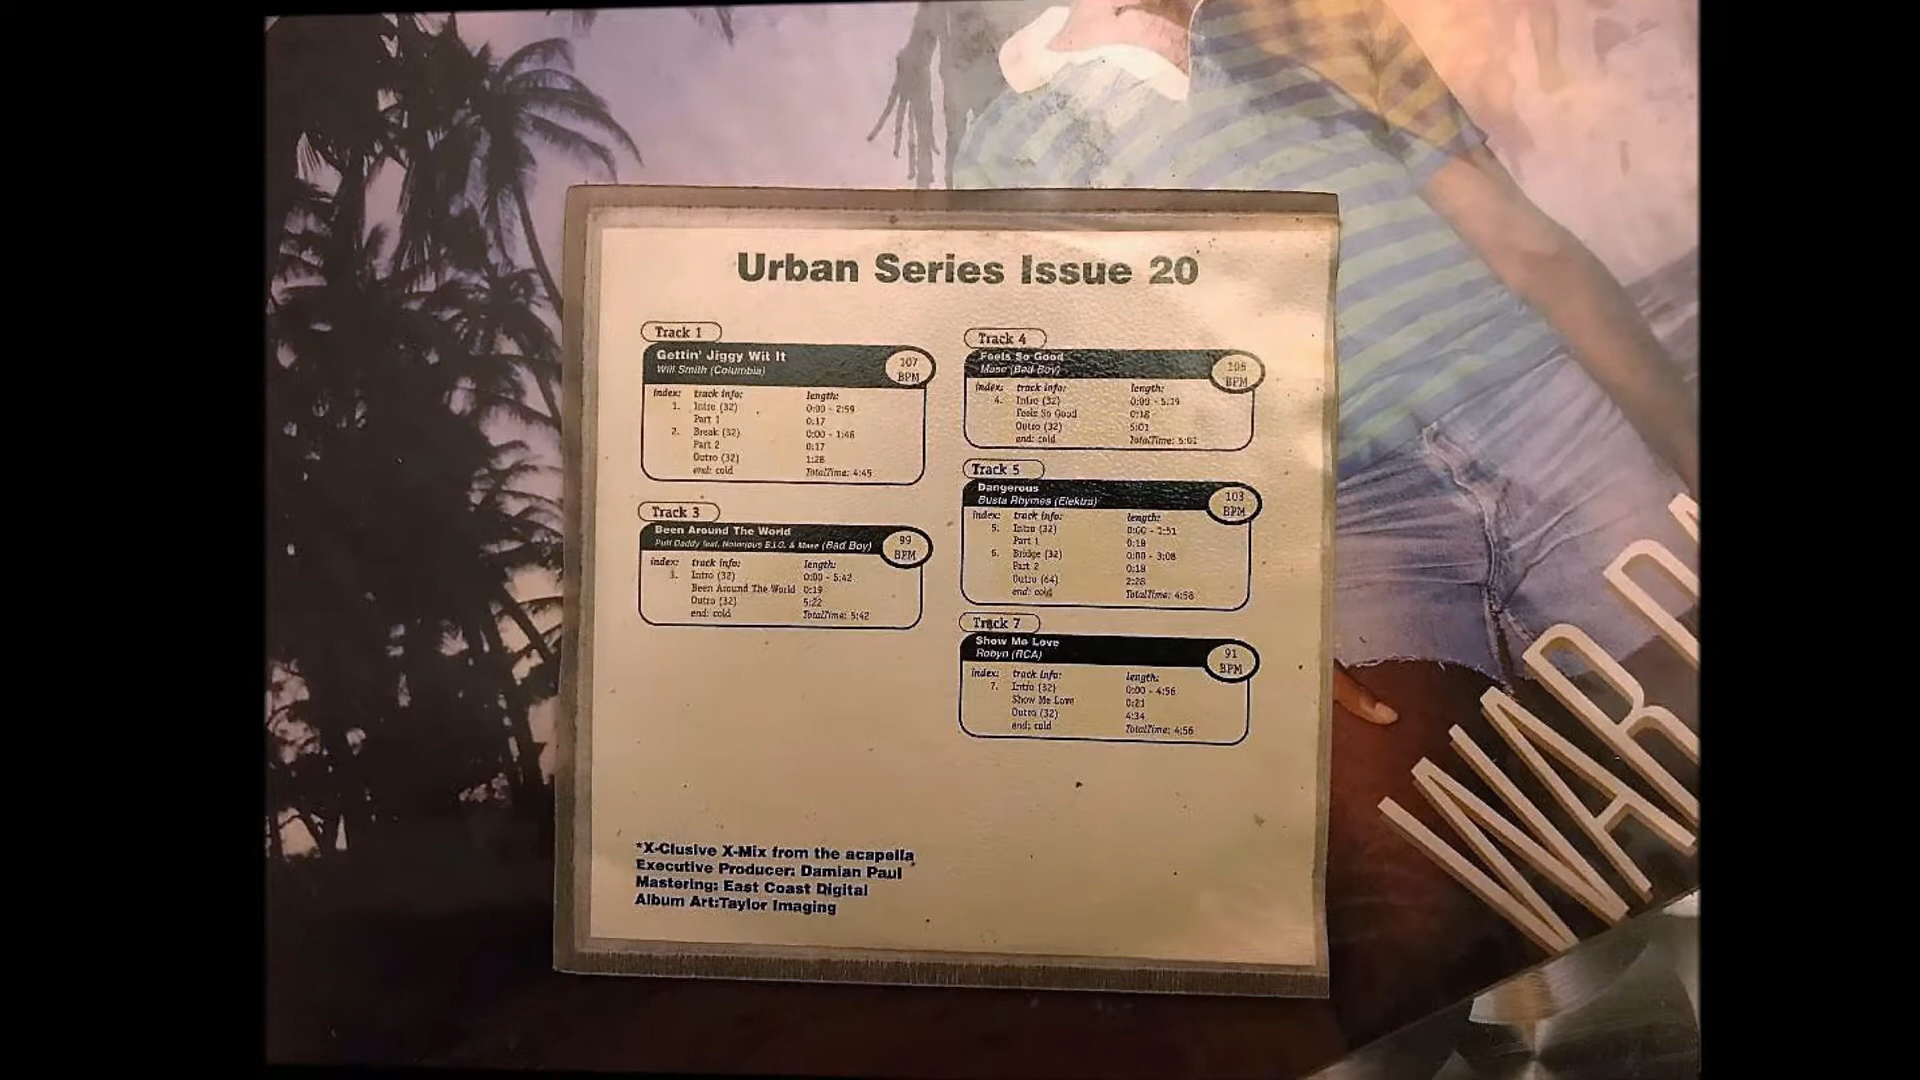 Urban Series Issue 20
Track 1
Gettin' Jiggy Wit It
Will Smith (Columbia)
107
BPM
index: track info: length:
1. Intro (32) 0:00 - 2:59
Part 1 0:17
2. Break (32) 0:00 - 1:46
Part 2 0:17
Outro (32) 1:28
end: cold TotalTime: 4:45
Track 3
Been Around The World
Puff Daddy feat. Notorious B.I.G. & Mase (Bad Boy)
99
BPM
index: track info: length:
3. Intro (32) 0:00 - 5:42
Been Around The World 0:19
Outro (32) 5:22
end: cold TotalTime: 5:42
Track 4
Feels So Good
Mase (Bad Boy)
BPM
index: track info: length:
4. Intro (32) 0:00 -
Feels So Good 0:18
Outro (32) 5:01
end: cold TotalTime:
Track 5
Dangerous
Busta Rhymes (Elektra)
103
BPM
index: track info: length:
5. Intro (32) 0:00 -
Part 1 0:18
6. Bridge (32) 0:00 - 3:08
Part 2 0:18
Outro (64) 2:28
end: cold TotalTime: 4:58
Track 7
Show Me Love
Robyn (RCA)
91
BPM
index: track info: length:
7. Intro (32) 0:00 - 4:56
Show Me Love 0:21
Outro (32) 4:34
end: cold TotalTime: 4:56
*X-Clusive X-Mix from the acapella
Executive Producer: Damian Paul
Mastering: East Coast Digital
Album Art:Taylor Imaging